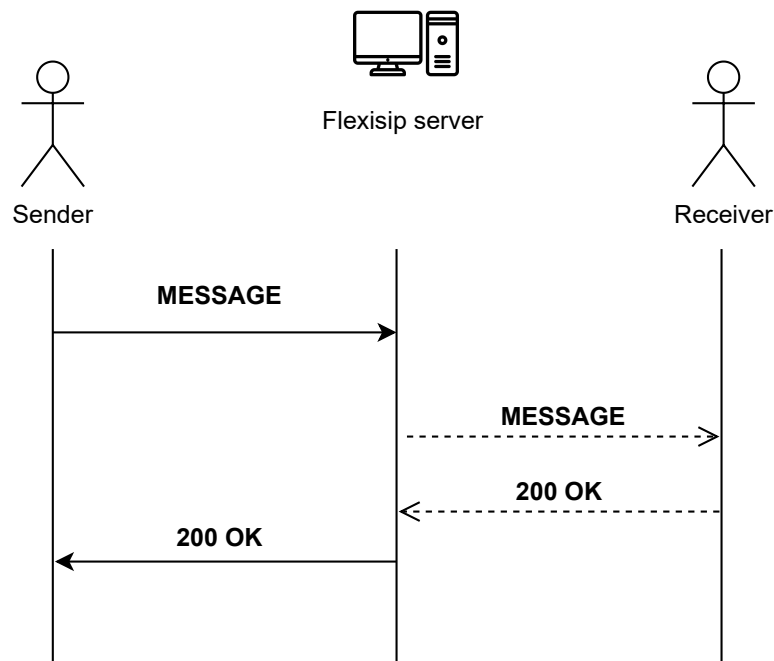 Flexisip server
Sender
Receiver
MESSAGE
MESSAGE
200 OK
200 OK